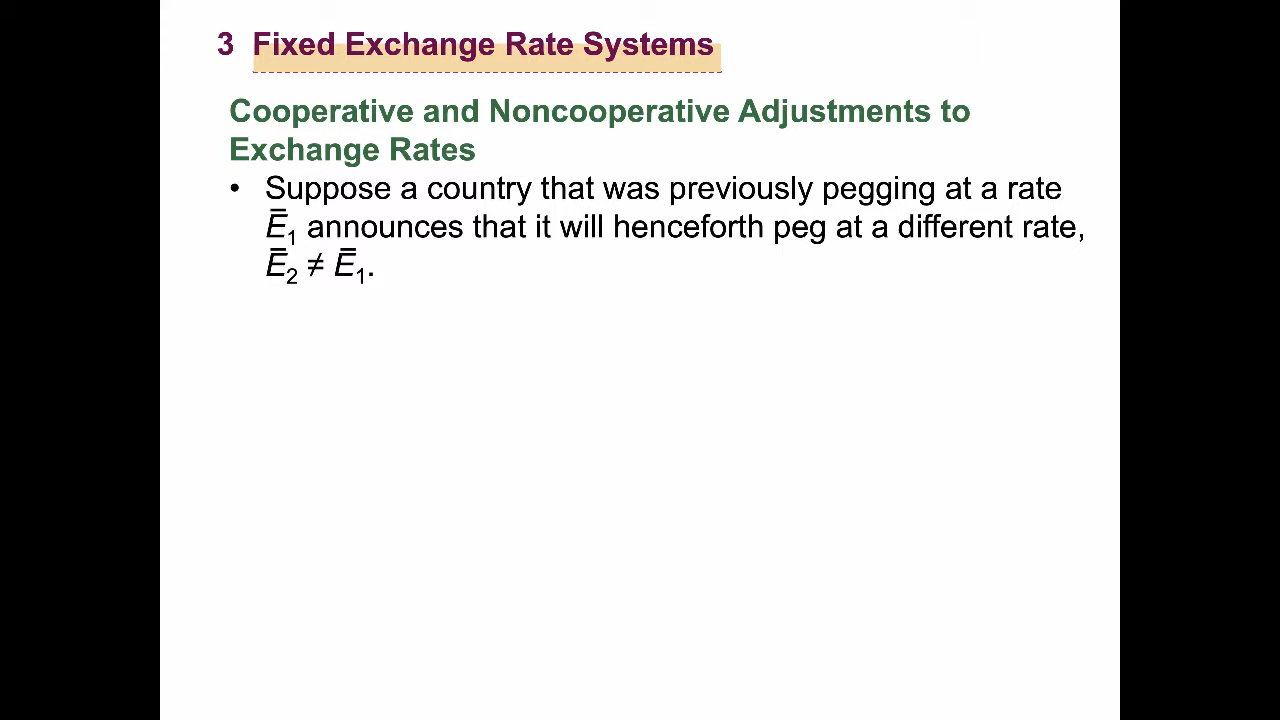 3 Fixed Exchange Rate Systems
Cooperative and Noncooperative Adjustments to
Exchange Rates
• Suppose a country that was previously pegging at a rate
Ē₁ announces that it will henceforth peg at a different rate,
Ē₂ ≠ Ē₁.